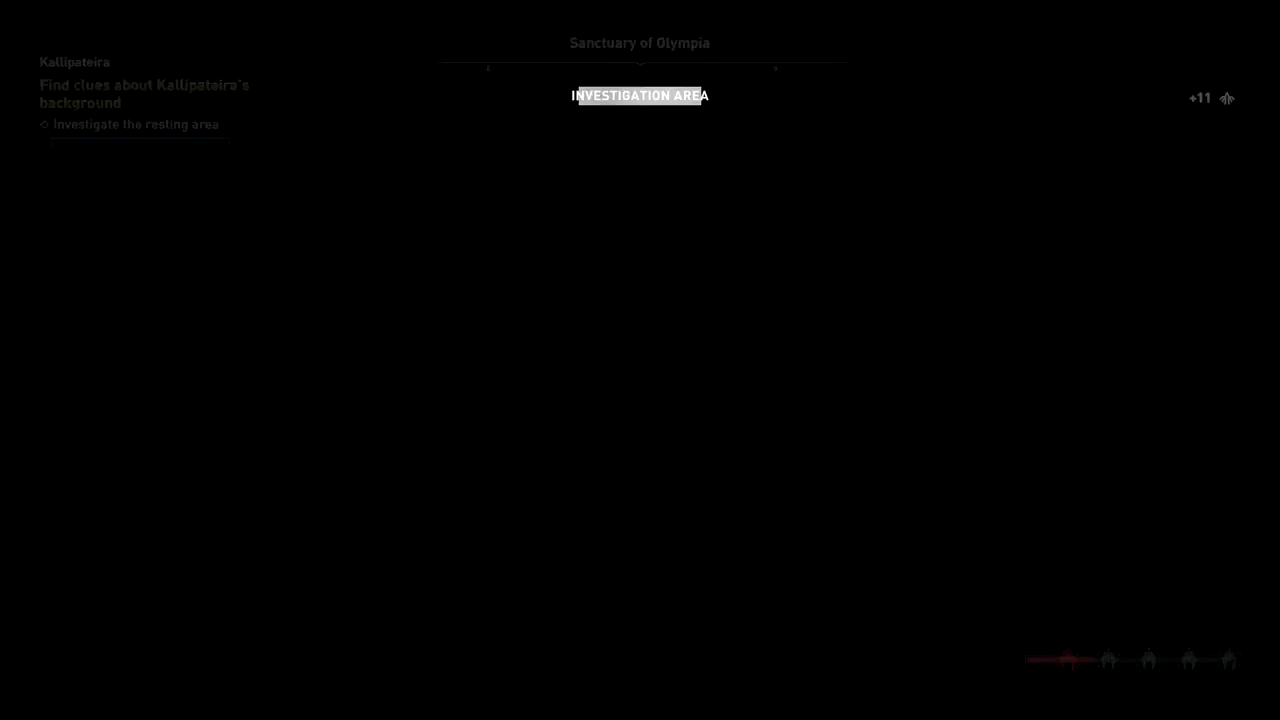 Sanctuary of Olympia
Kallipateira
Find clues about Kallipateira's
background
INVESTIGATION AREA
+11
◇ Investigate the resting area